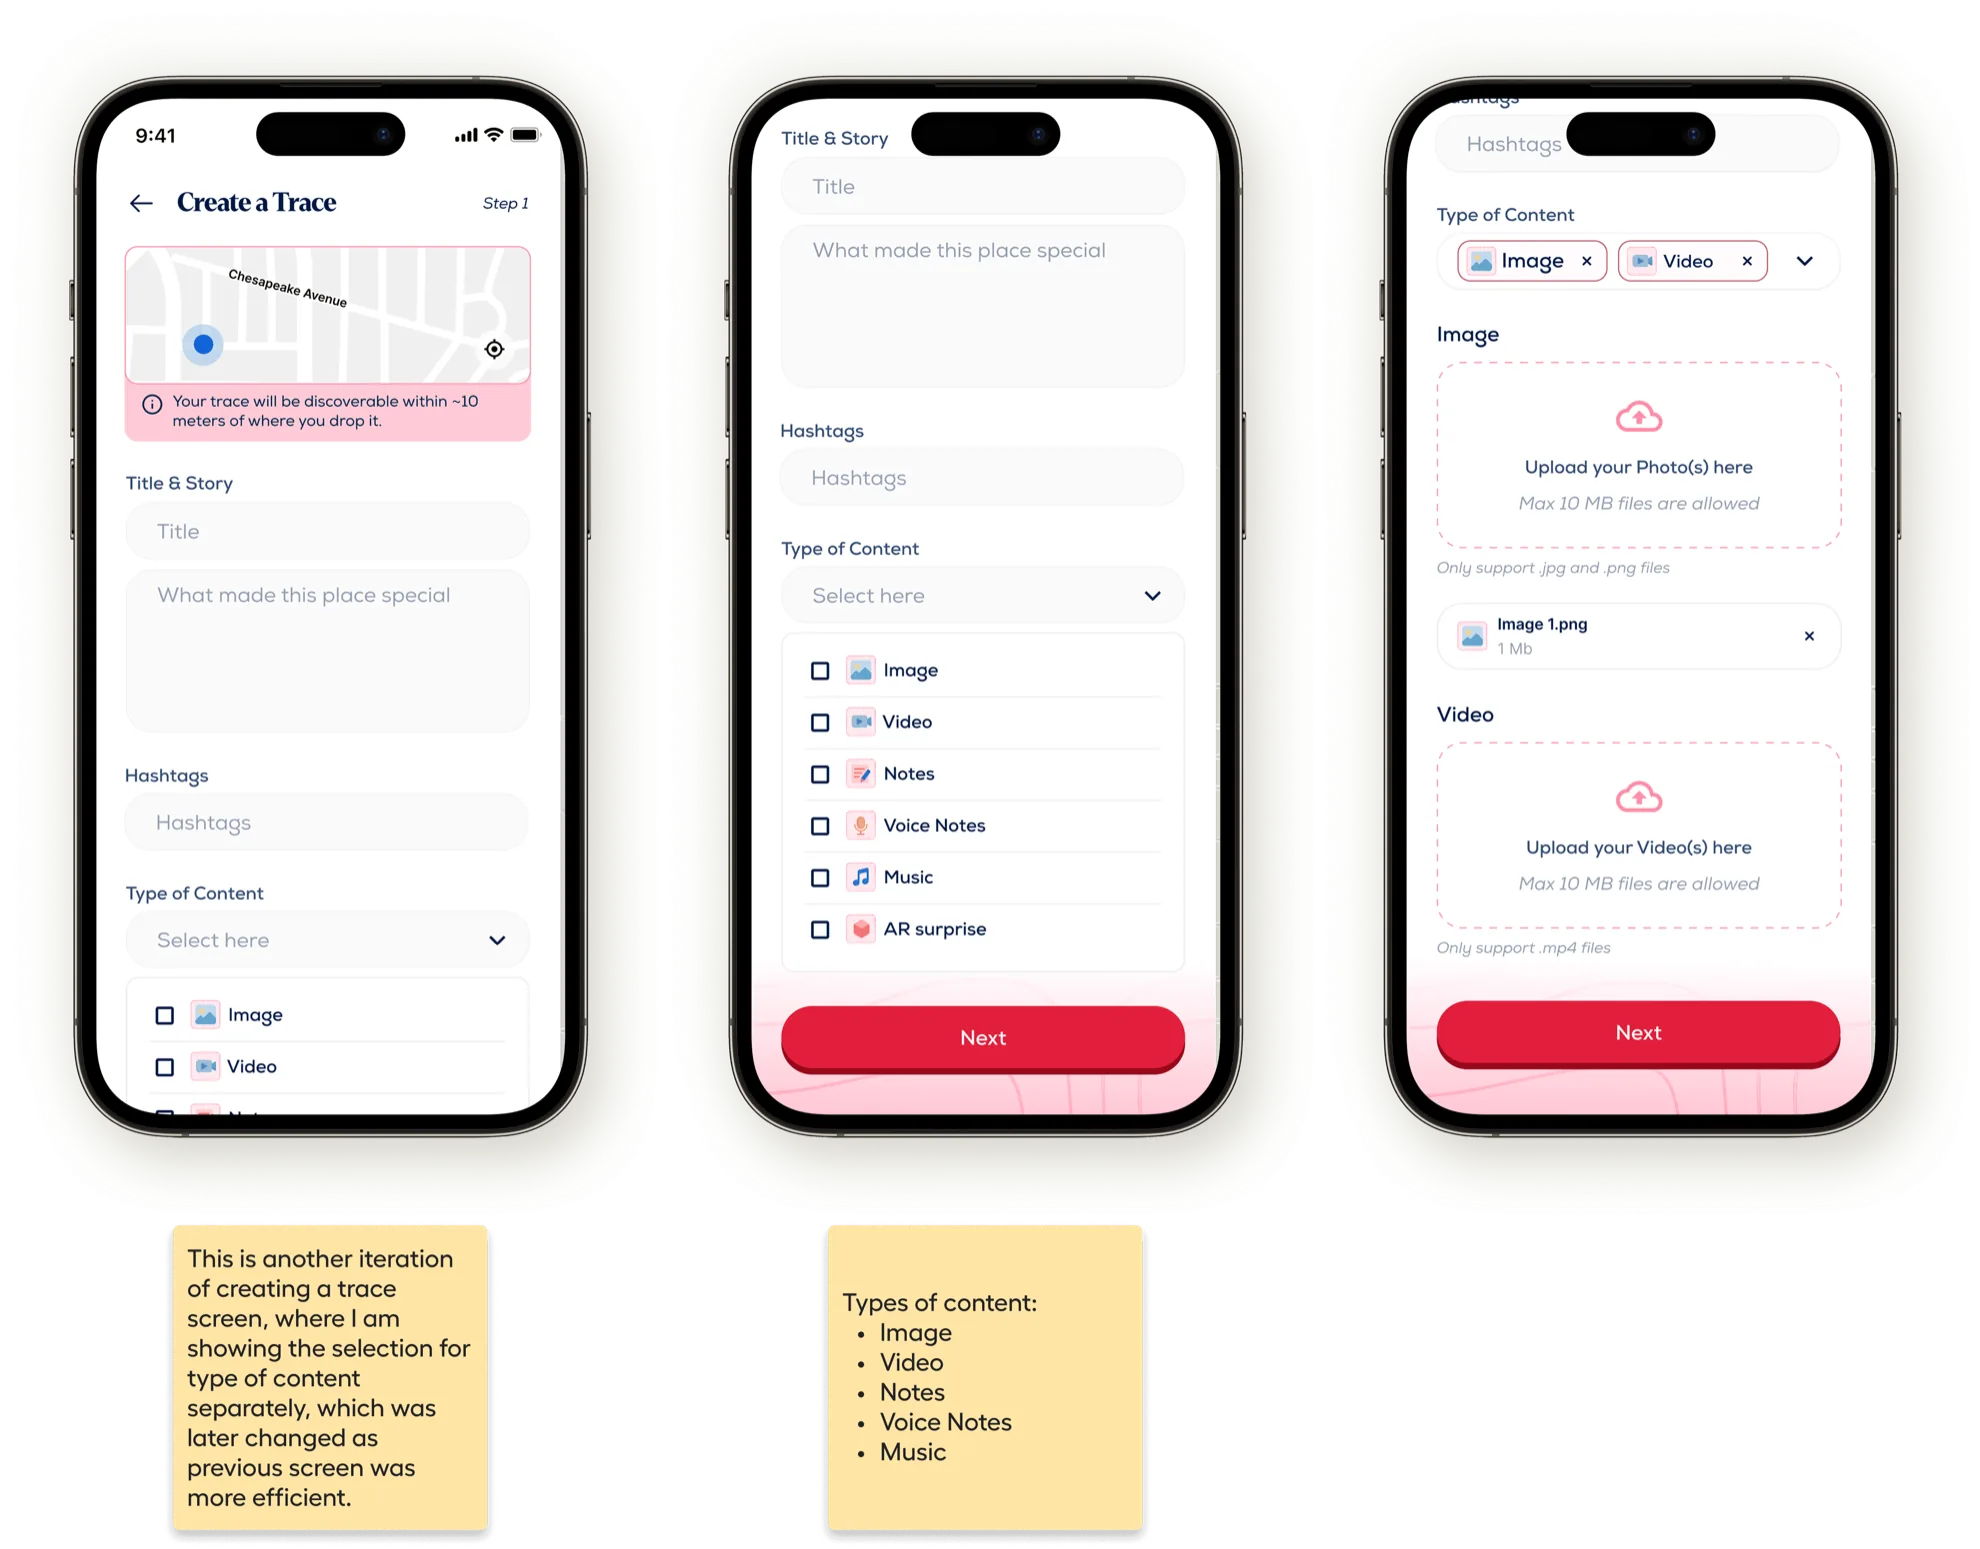 9:41
Create a Trace
Step 1
Chesapeake Avenue
Your trace will be discoverable within ~10
meters of where you drop it.
Title & Story
Title
What made this place special
Hashtags
Hashtags
Type of Content
Select here
Image
Video
Title & Story
Title
What made this place special
Hashtags
Hashtags
Type of Content
Select here
Image
Video
Notes
Voice Notes
Music
AR surprise
Next
Hashtags
Type of Content
Image
Video
Image
Upload your Photo(s) here
Max 10 MB files are allowed
Only support .jpg and .png files
Image 1.png
1 Mb
Video
Upload your Video(s) here
Max 10 MB files are allowed
Only support .mp4 files
Next
This is another iteration
of creating a trace
screen, where I am
showing the selection for
type of content
separately, which was
later changed as
previous screen was
more efficient.
Types of content:
• Image
• Video
• Notes
• Voice Notes
• Music